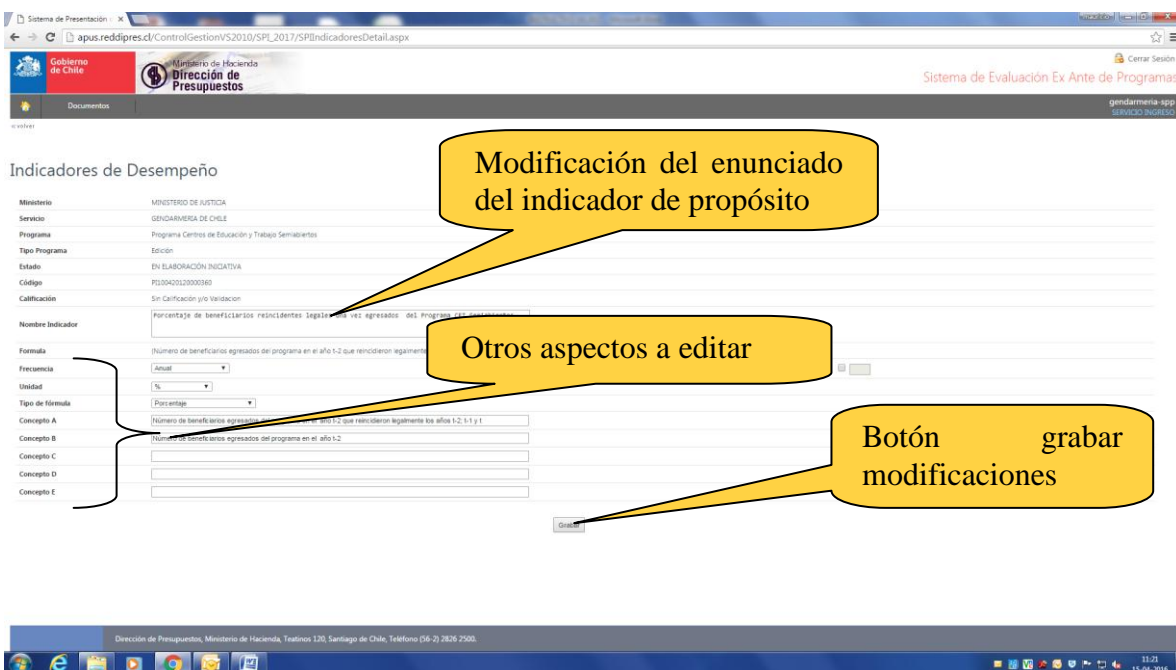 Sistema de Presentación
apus.reddipres.cl/ControlGestionVS2010/SPI_2017/SPIIndicadoresDetail.aspx
Gobierno
de Chile
Ministerio de Hacienda
Dirección de
Presupuestos
Cerrar Sesión
Sistema de Evaluación Ex Ante de Programas
Documentos
gendarmeria-spp
SERVICIO INGRESO
<< volver
Modificación del enunciado
del indicador de propósito
Indicadores de Desempeño
Ministerio MINISTERIO DE JUSTICIA
Servicio GENDARMERIA DE CHILE
Programa Programa Centros de Educación y Trabajo Semiabiertos
Tipo Programa Edición
Estado EN ELABORACIÓN INICIATIVA
Código PI100420120000360
Calificación Sin Calificación y/o Validacion
Nombre Indicador Porcentaje de beneficiarios reincidentes legales una vez egresados del Programa CET Semiabiertos
Otros aspectos a editar
Formula (Número de beneficiarios egresados del programa en el año t-2 que reincidieron legalmente
Frecuencia Anual
Unidad %
Tipo de fórmula Porcentaje
Concepto A Número de beneficiarios egresados del programa en el año t-2 que reincidieron legalmente los años t-2; t-1 y t
Concepto B Número de beneficiarios egresados del programa en el año t-2
Concepto C
Concepto D
Concepto E
Botón grabar
modificaciones
Grabar
Dirección de Presupuestos, Ministerio de Hacienda, Teatinos 120, Santiago de Chile, Teléfono (56-2) 2826 2500.
11:21
15-04-2016